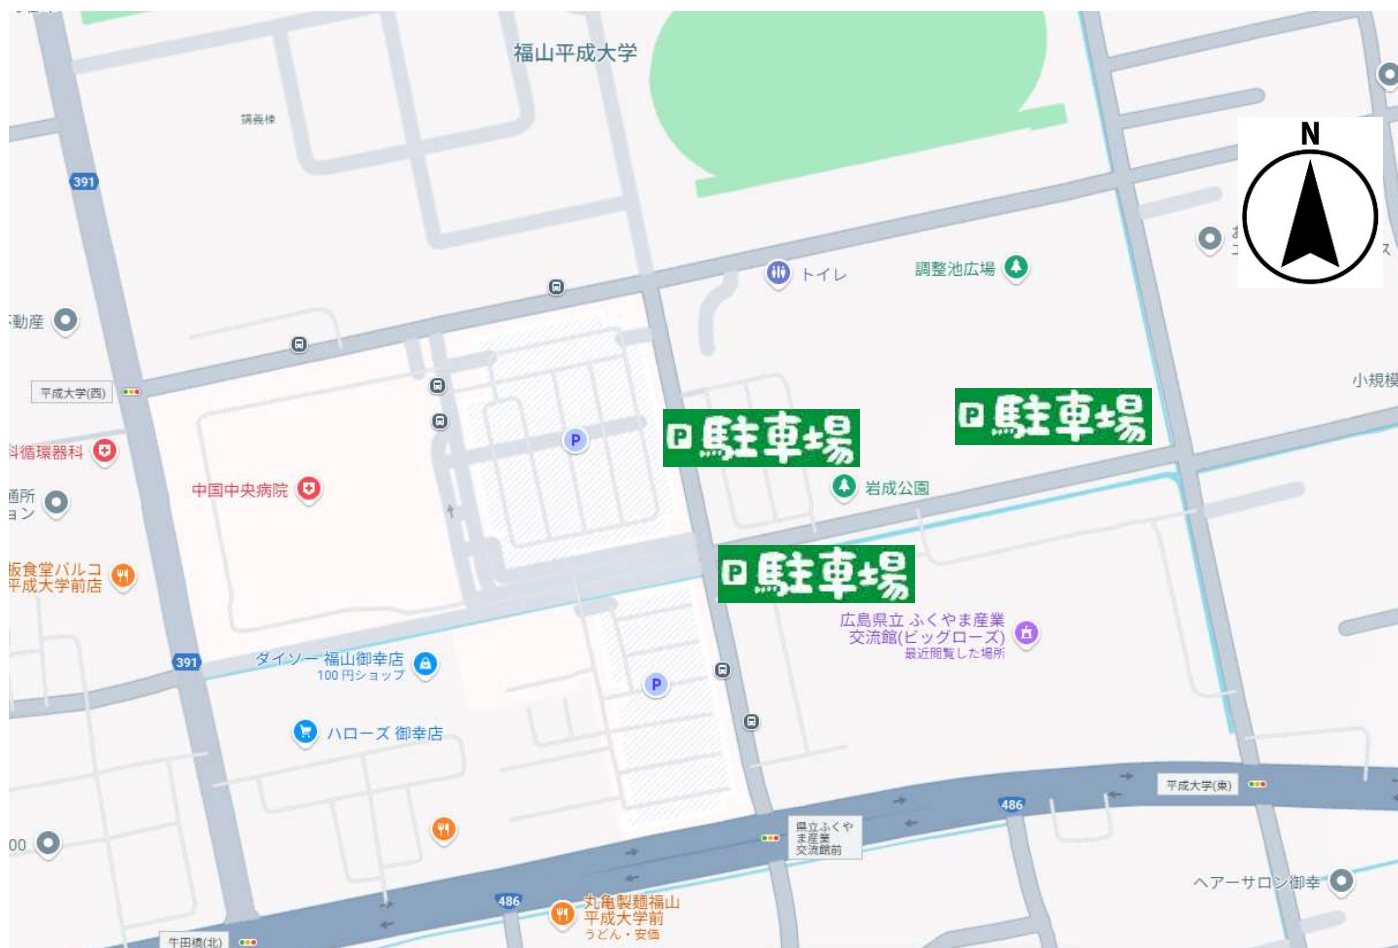 福山平成大学
講義棟
N
391
トイレ
調整池広場
不動産
平成大学(西)
小規模
P 駐車場
P 駐車場
科循環器科
P
中国中央病院
岩成公園
通所
P 駐車場
板食堂バルコ
平成大学前店
広島県立 ふくやま産業
交流館(ビッグローズ)
最近閲覧した場所
391
ダイソー 福山御幸店
100 円ショップ
P
ハローズ 御幸店
平成大学(東)
486
県立ふくや
ま産業
交流館前
00
ヘアーサロン御幸
486
丸亀製麺福山
平成大学前
うどん・安価
牛田橋(北)